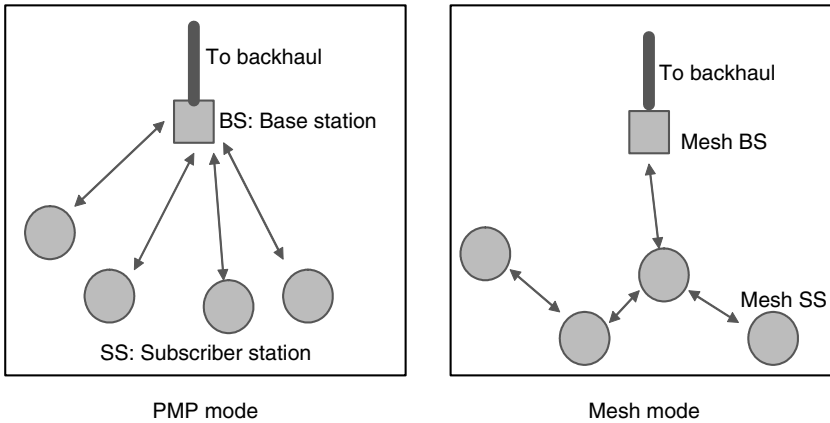 To backhaul
BS: Base station
SS: Subscriber station
PMP mode
To backhaul
Mesh BS
Mesh SS
Mesh mode